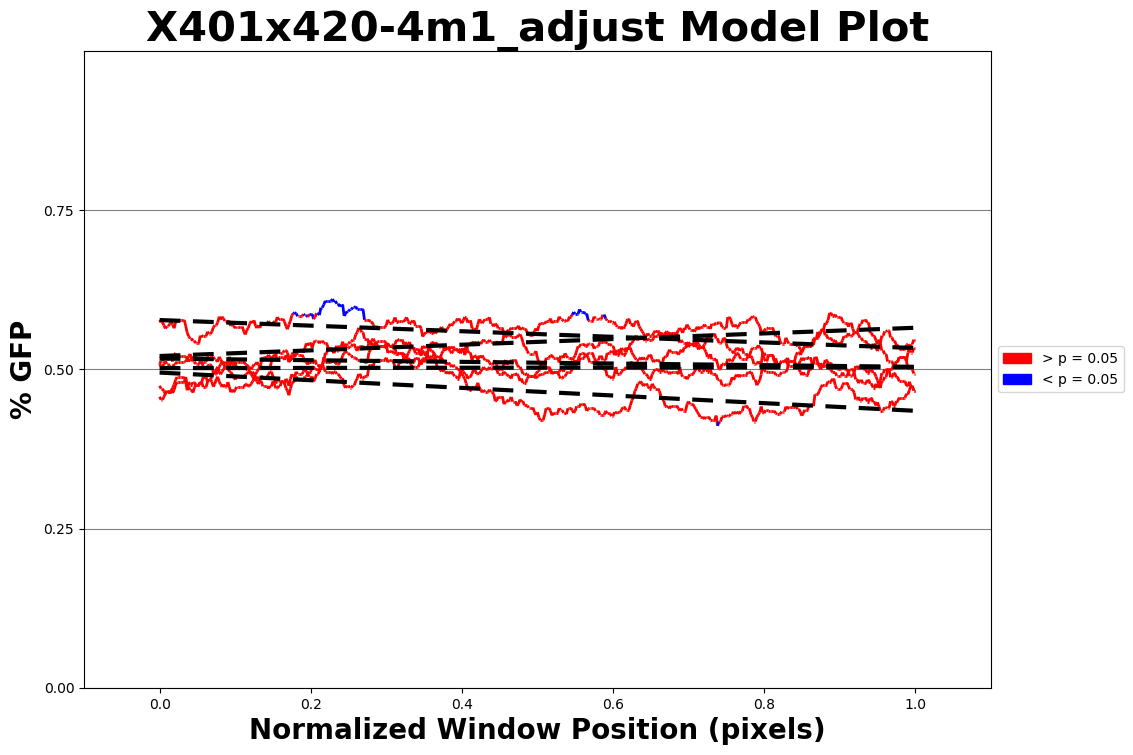 X401x420-4m1_adjust Model Plot
% GFP
0.75
0.50
0.25
0.00
0.0 0.2 0.4 0.6 0.8 1.0
Normalized Window Position (pixels)
> p = 0.05
< p = 0.05